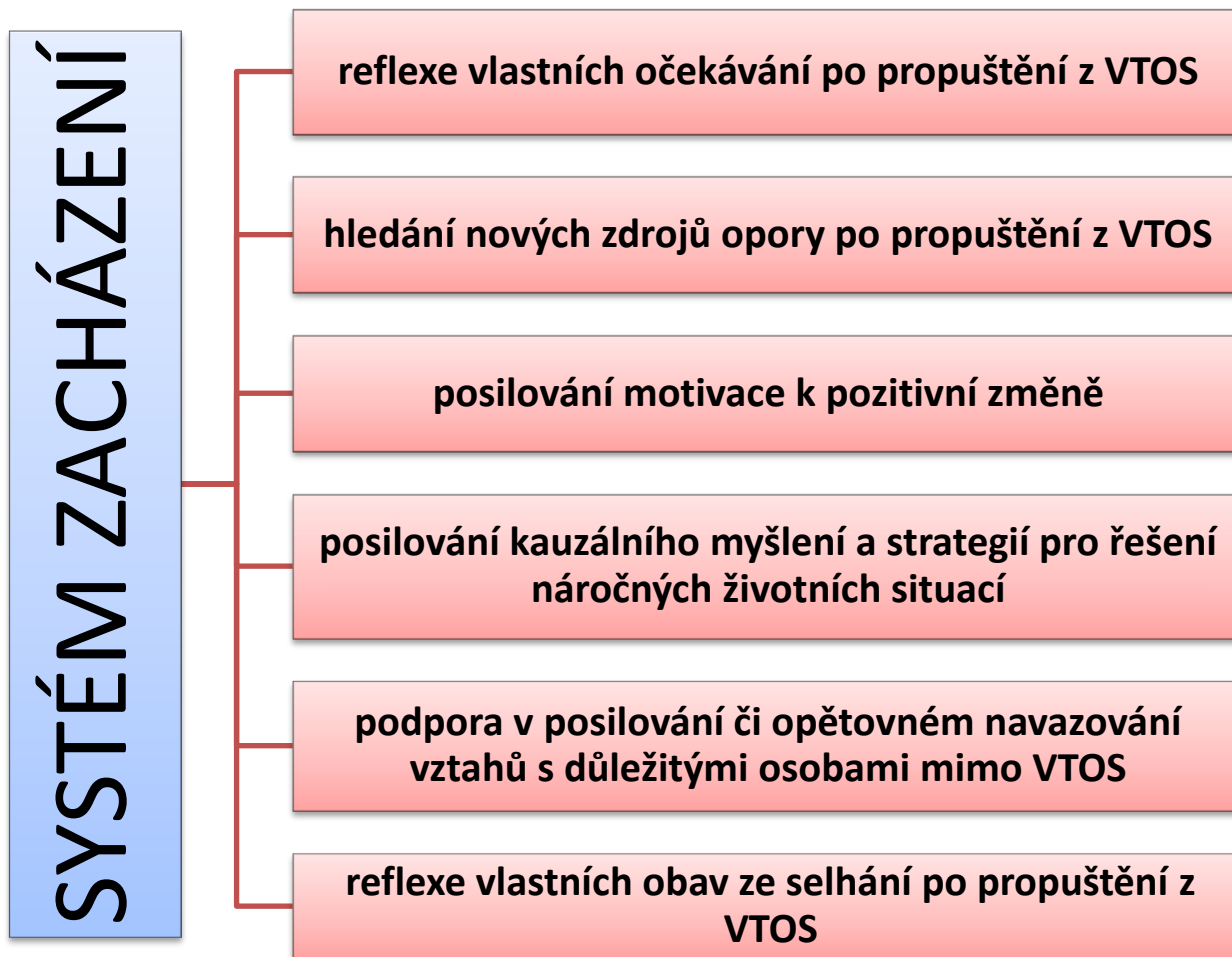 SYSTÉM ZACHÁZENÍ
reflexe vlastních očekávání po propuštění z VTOS
hledání nových zdrojů opory po propuštění z VTOS
posilování motivace k pozitivní změně
posilování kauzálního myšlení a strategií pro řešení
náročných životních situací
podpora v posilování či opětovném navazování
vztahů s důležitými osobami mimo VTOS
reflexe vlastních obav ze selhání po propuštění z
VTOS